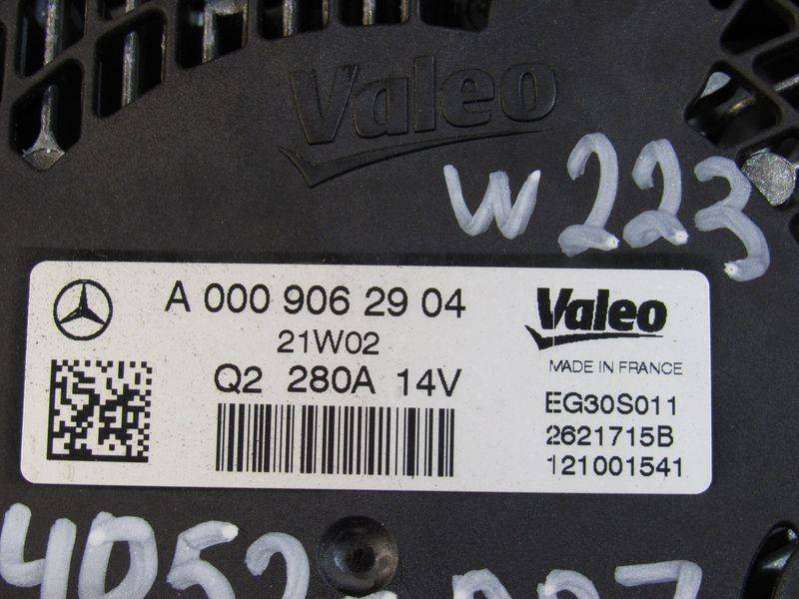 Valeo
W223
A 000 906 29 04
21W02
Q2 280A 14V
Valeo
MADE IN FRANCE
EG30S011
2621715B
121001541